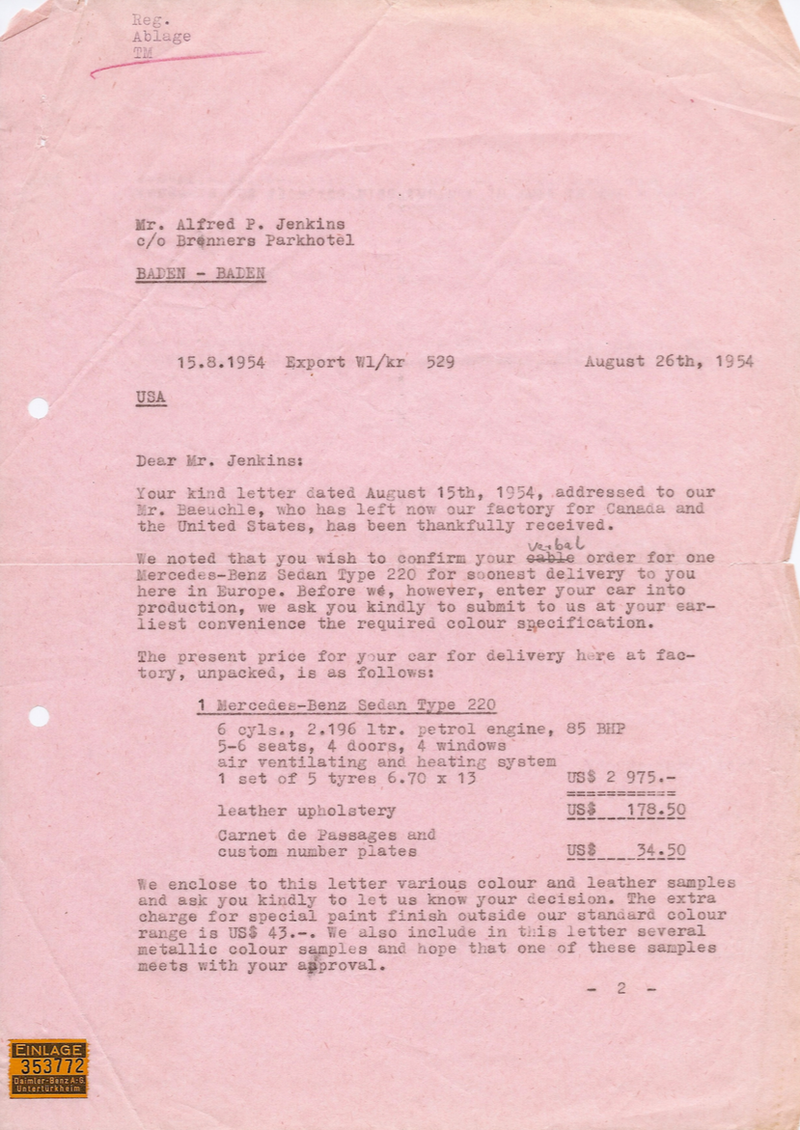 Reg.
Ablage
TM
Mr. Alfred P. Jenkins
c/o Brenners Parkhotel
BADEN - BADEN
15.8.1954 Export Wl/kr 529 August 26th, 1954
USA
Dear Mr. Jenkins:
Your kind letter dated August 15th, 1954, addressed to our
Mr. Baeuchle, who has left now our factory for Canada and
the United States, has been thankfully received.
verbal
We noted that you wish to confirm your cable order for one
Mercedes-Benz Sedan Type 220 for soonest delivery to you
here in Europe. Before we, however, enter your car into
production, we ask you kindly to submit to us at your ear-
liest convenience the required colour specification.
The present price for your car for delivery here at fac-
tory, unpacked, is as follows:
1 Mercedes-Benz Sedan Type 220
6 cyls., 2.196 ltr. petrol engine, 85 BHP
5-6 seats, 4 doors, 4 windows
air ventilating and heating system
1 set of 5 tyres 6.70 x 13 US$ 2 975.-
============
leather upholstery US$ 178.50
Carnet de Passages and
custom number plates US$ 34.50
We enclose to this letter various colour and leather samples
and ask you kindly to let us know your decision. The extra
charge for special paint finish outside our standard colour
range is US$ 43.-. We also include in this letter several
metallic colour samples and hope that one of these samples
meets with your approval.
- 2 -
EINLAGE
353772
Daimler-Benz A.G.
Untertürkheim